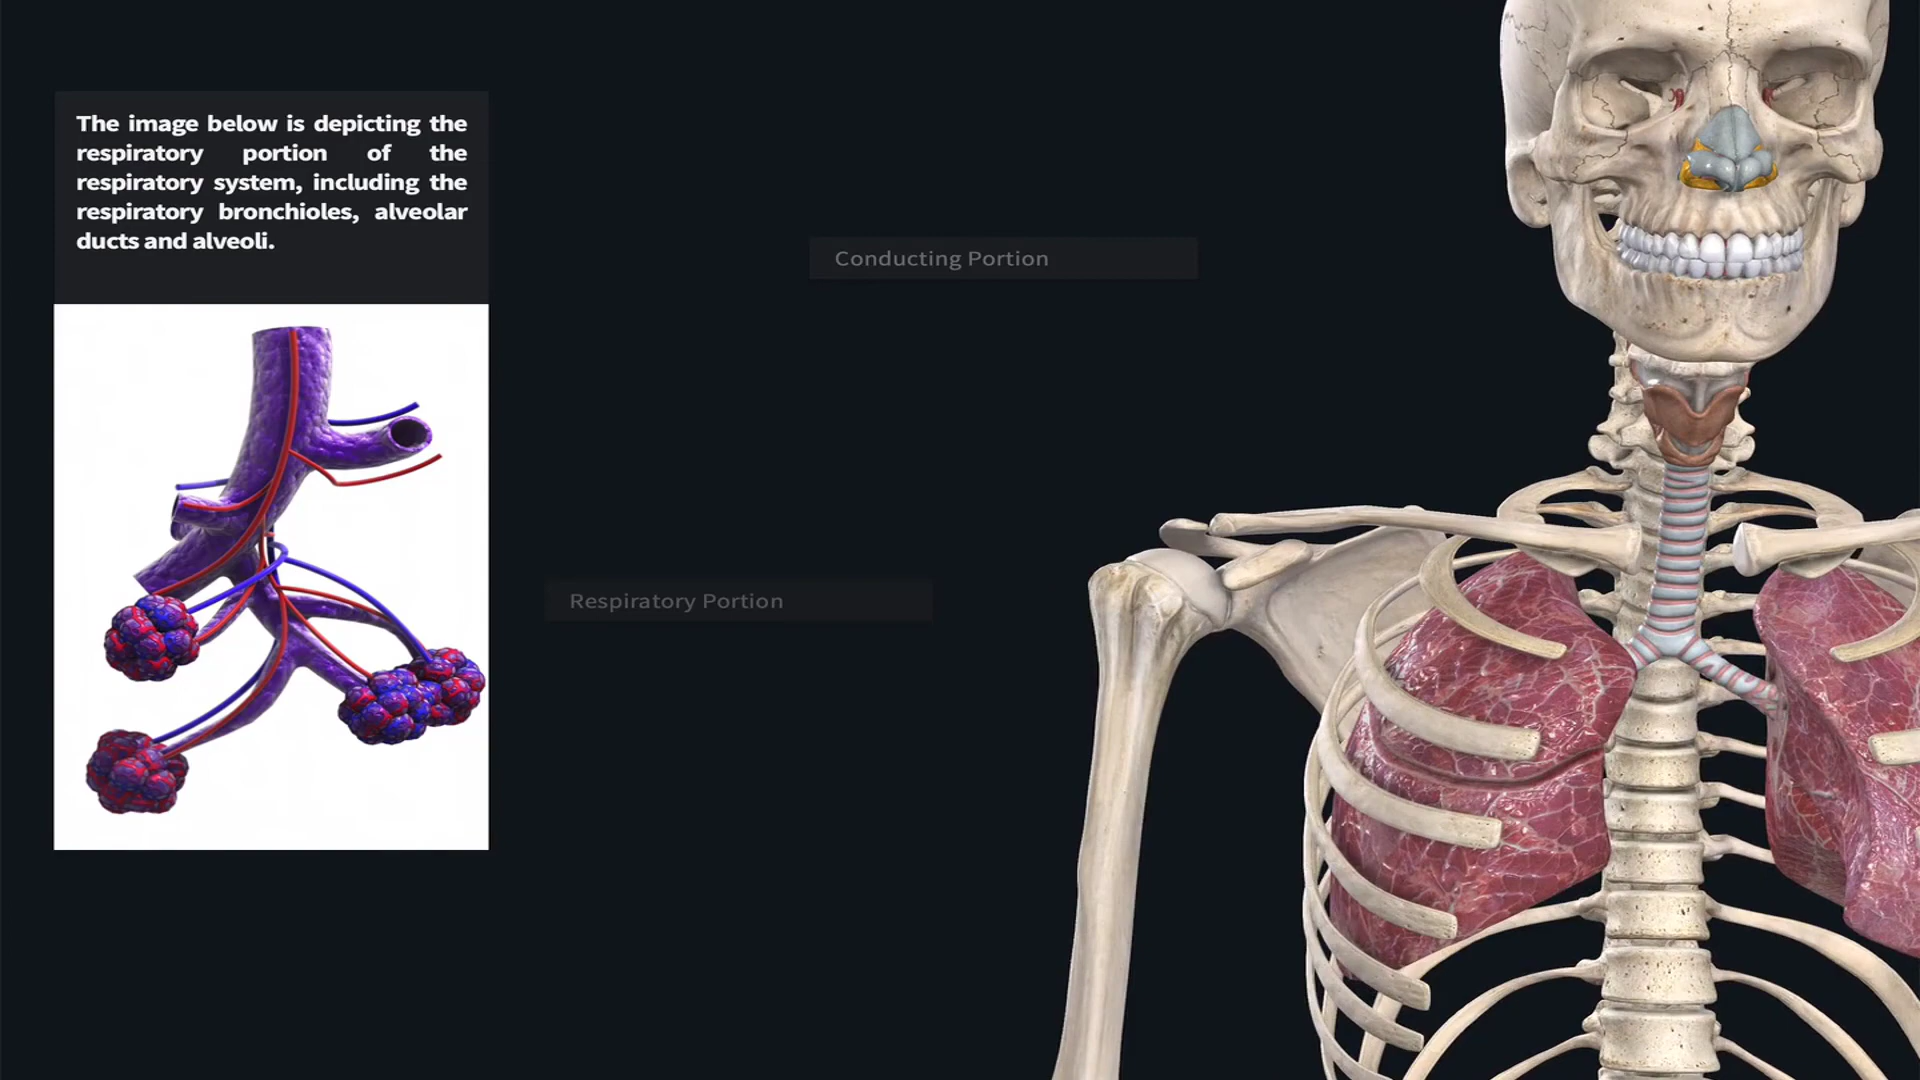 The image below is depicting the
respiratory portion of the
respiratory system, including the
respiratory bronchioles, alveolar
ducts and alveoli.
Conducting Portion
Respiratory Portion